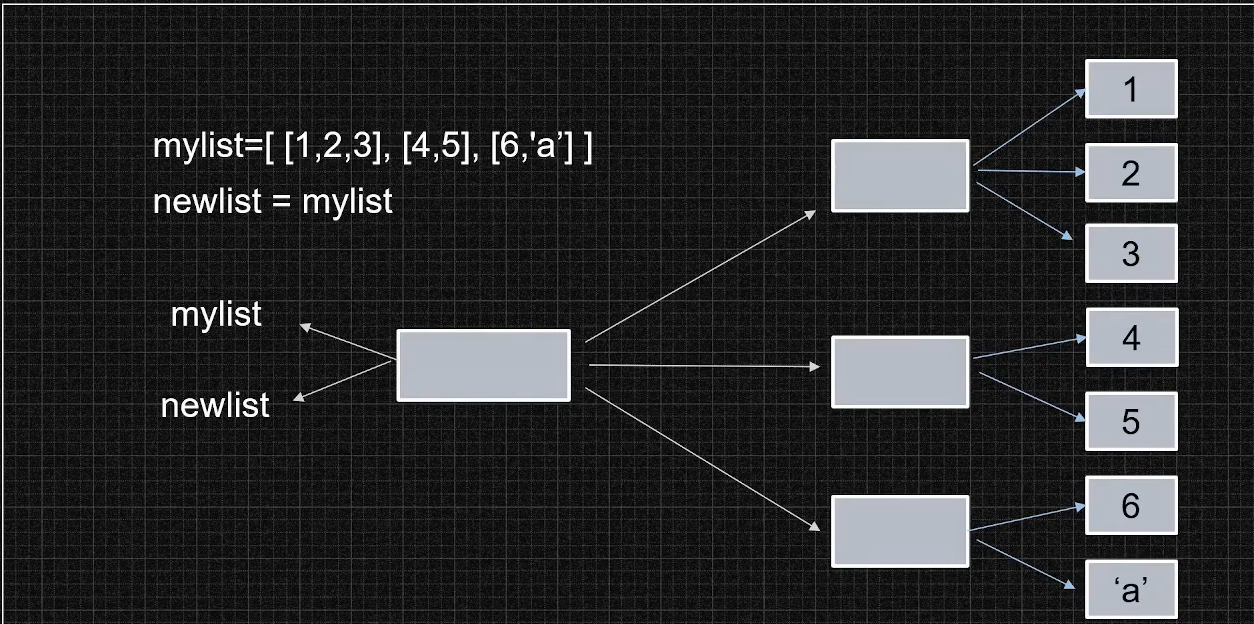 mylist=[ [1,2,3], [4,5], [6,'a’] ]
newlist = mylist
mylist
newlist
1
2
3
4
5
6
‘a’